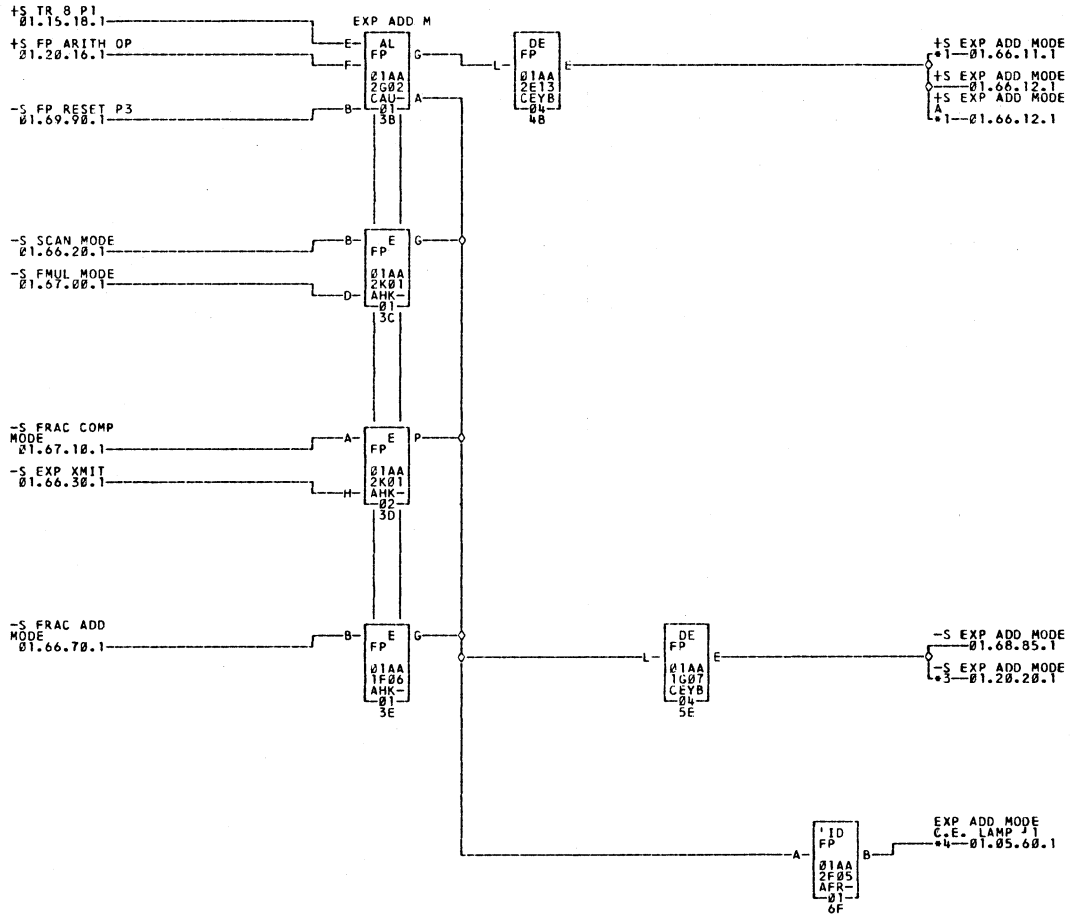 +S TR 8 P1
01.15.18.1
EXP ADD M
+S FP ARITH OP
01.20.16.1
-S FP RESET P3
01.69.90.1
E
F
B
AL
FP
01AA
2G02
CAU-
01
3B
G
A
L
DE
FP
01AA
2E13
CEYB
04
4B
E
+S EXP ADD MODE
*1--01.66.11.1
+S EXP ADD MODE
01.66.12.1
+S EXP ADD MODE
A
*1--01.66.12.1
-S SCAN MODE
01.66.20.1
-S FMUL MODE
01.67.00.1
B
D
E
FP
01AA
2K01
AHK-
01
3C
G
-S FRAC COMP
MODE
01.67.10.1
-S EXP XMIT
01.66.30.1
A
H
E
FP
01AA
2K01
AHK-
02
3D
P
-S FRAC ADD
MODE
01.66.70.1
B
E
FP
01AA
1F06
AHK-
01
3E
G
L
DE
FP
01AA
1G07
CEYB
04
5E
E
-S EXP ADD MODE
01.68.85.1
-S EXP ADD MODE
*3--01.20.20.1
A
'ID
FP
01AA
2F05
AFR-
01
6F
B
EXP ADD MODE
C.E. LAMP J1
*4--01.05.60.1